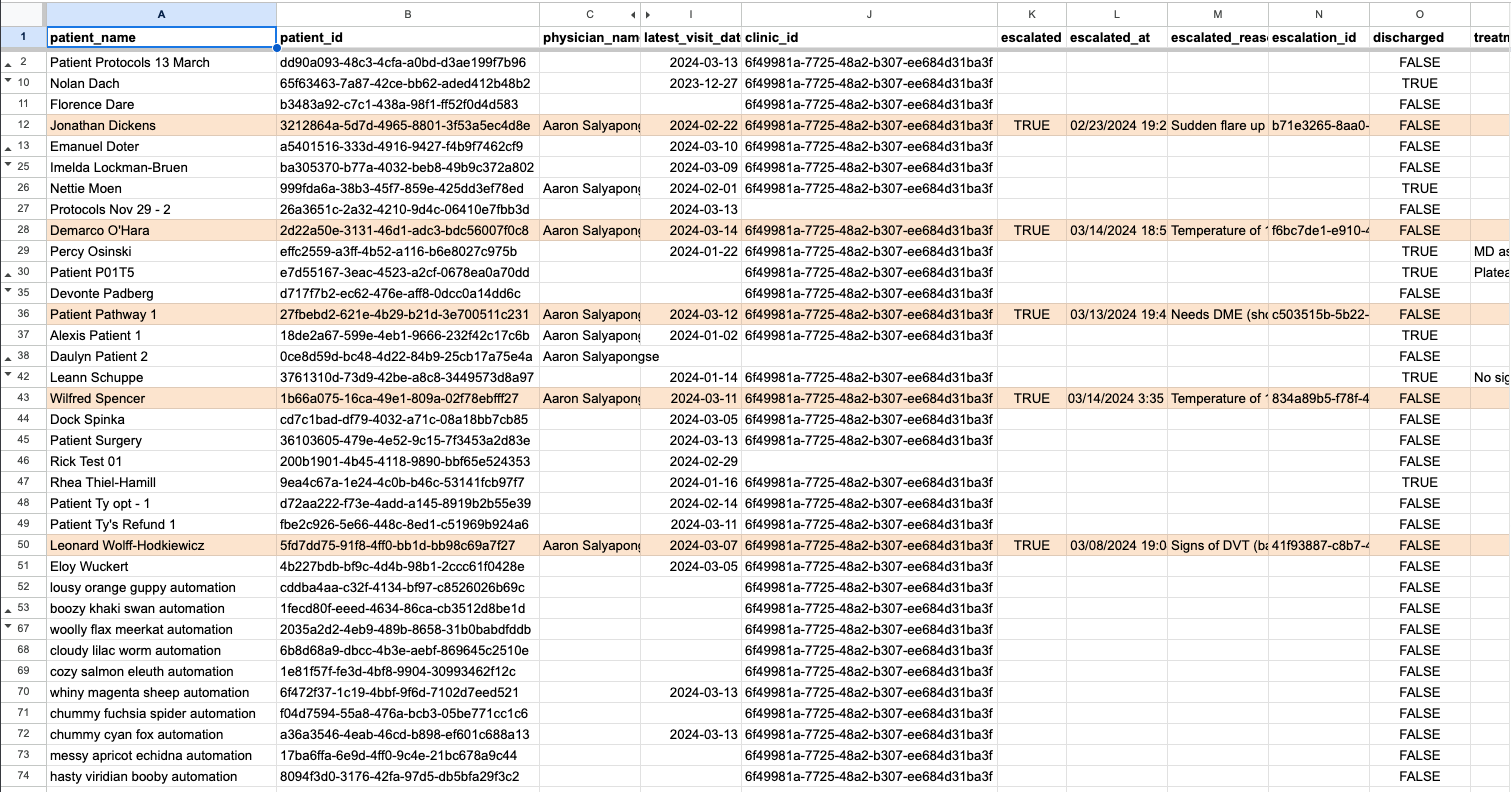 A B C I J K L M N O
1 patient_name patient_id physician_nam latest_visit_dat clinic_id escalated escalated_at escalated_reas escalation_id discharged treatn
2 Patient Protocols 13 March dd90a093-48c3-4cfa-a0bd-d3ae199f7b96 2024-03-13 6f49981a-7725-48a2-b307-ee684d31ba3f FALSE
10 Nolan Dach 65f63463-7a87-42ce-bb62-aded412b48b2 2023-12-27 6f49981a-7725-48a2-b307-ee684d31ba3f TRUE
11 Florence Dare b3483a92-c7c1-438a-98f1-ff52f0d4d583 6f49981a-7725-48a2-b307-ee684d31ba3f FALSE
12 Jonathan Dickens 3212864a-5d7d-4965-8801-3f53a5ec4d8e Aaron Salyapong 2024-02-22 6f49981a-7725-48a2-b307-ee684d31ba3f TRUE 02/23/2024 19:2 Sudden flare up b71e3265-8aa0- FALSE
13 Emanuel Doter a5401516-333d-4916-9427-f4b9f7462cf9 2024-03-10 6f49981a-7725-48a2-b307-ee684d31ba3f FALSE
25 Imelda Lockman-Bruen ba305370-b77a-4032-beb8-49b9c372a802 2024-03-09 6f49981a-7725-48a2-b307-ee684d31ba3f FALSE
26 Nettie Moen 999fda6a-38b3-45f7-859e-425dd3ef78ed Aaron Salyapong 2024-02-01 6f49981a-7725-48a2-b307-ee684d31ba3f TRUE
27 Protocols Nov 29 - 2 26a3651c-2a32-4210-9d4c-06410e7fbb3d 2024-03-13 FALSE
28 Demarco O'Hara 2d22a50e-3131-46d1-adc3-bdc56007f0c8 Aaron Salyapong 2024-03-14 6f49981a-7725-48a2-b307-ee684d31ba3f TRUE 03/14/2024 18:5 Temperature of f6bc7de1-e910-4 FALSE
29 Percy Osinski effc2559-a3ff-4b52-a116-b6e8027c975b 2024-01-22 6f49981a-7725-48a2-b307-ee684d31ba3f TRUE MD as
30 Patient P01T5 e7d55167-3eac-4523-a2cf-0678ea0a70dd 6f49981a-7725-48a2-b307-ee684d31ba3f TRUE Platea
35 Devonte Padberg d717f7b2-ec62-476e-aff8-0dcc0a14dd6c 6f49981a-7725-48a2-b307-ee684d31ba3f FALSE
36 Patient Pathway 1 27fbebd2-621e-4b29-b21d-3e700511c231 Aaron Salyapong 2024-03-12 6f49981a-7725-48a2-b307-ee684d31ba3f TRUE 03/13/2024 19:4 Needs DME (sho c503515b-5b22- FALSE
37 Alexis Patient 1 18de2a67-599e-4eb1-9666-232f42c17c6b Aaron Salyapong 2024-01-02 6f49981a-7725-48a2-b307-ee684d31ba3f TRUE
38 Daulyn Patient 2 0ce8d59d-bc48-4d22-84b9-25cb17a75e4a Aaron Salyapongse FALSE
42 Leann Schuppe 3761310d-73d9-42be-a8c8-3449573d8a97 2024-01-14 6f49981a-7725-48a2-b307-ee684d31ba3f TRUE No sig
43 Wilfred Spencer 1b66a075-16ca-49e1-809a-02f78ebfff27 Aaron Salyapong 2024-03-11 6f49981a-7725-48a2-b307-ee684d31ba3f TRUE 03/14/2024 3:35 Temperature of 834a89b5-f78f-4 FALSE
44 Dock Spinka cd7c1bad-df79-4032-a71c-08a18bb7cb85 2024-03-05 6f49981a-7725-48a2-b307-ee684d31ba3f FALSE
45 Patient Surgery 36103605-479e-4e52-9c15-7f3453a2d83e 2024-03-13 6f49981a-7725-48a2-b307-ee684d31ba3f FALSE
46 Rick Test 01 200b1901-4b45-4118-9890-bbf65e524353 2024-02-29 FALSE
47 Rhea Thiel-Hamill 9ea4c67a-1e24-4c0b-b46c-53141fcb97f7 2024-01-16 6f49981a-7725-48a2-b307-ee684d31ba3f TRUE
48 Patient Ty opt - 1 d72aa222-f73e-4add-a145-8919b2b55e39 2024-02-14 6f49981a-7725-48a2-b307-ee684d31ba3f FALSE
49 Patient Ty's Refund 1 fbe2c926-5e66-448c-8ed1-c51969b924a6 2024-03-11 6f49981a-7725-48a2-b307-ee684d31ba3f FALSE
50 Leonard Wolff-Hodkiewicz 5fd7dd75-91f8-4ff0-bb1d-bb98c69a7f27 Aaron Salyapong 2024-03-07 6f49981a-7725-48a2-b307-ee684d31ba3f TRUE 03/08/2024 19:0 Signs of DVT (ba 41f93887-c8b7-4 FALSE
51 Eloy Wuckert 4b227bdb-bf9c-4d4b-98b1-2ccc61f0428e 2024-03-05 6f49981a-7725-48a2-b307-ee684d31ba3f FALSE
52 lousy orange guppy automation cddba4aa-c32f-4134-bf97-c8526026b69c 6f49981a-7725-48a2-b307-ee684d31ba3f FALSE
53 boozy khaki swan automation 1fecd80f-eeed-4634-86ca-cb3512d8be1d 6f49981a-7725-48a2-b307-ee684d31ba3f FALSE
67 woolly flax meerkat automation 2035a2d2-4eb9-489b-8658-31b0babdfddb 6f49981a-7725-48a2-b307-ee684d31ba3f FALSE
68 cloudy lilac worm automation 6b8d68a9-dbcc-4b3e-aebf-869645c2510e 6f49981a-7725-48a2-b307-ee684d31ba3f FALSE
69 cozy salmon eleuth automation 1e81f57f-fe3d-4bf8-9904-30993462f12c 6f49981a-7725-48a2-b307-ee684d31ba3f FALSE
70 whiny magenta sheep automation 6f472f37-1c19-4bbf-9f6d-7102d7eed521 2024-03-13 6f49981a-7725-48a2-b307-ee684d31ba3f FALSE
71 chummy fuchsia spider automation f04d7594-55a8-476a-bcb3-05be771cc1c6 6f49981a-7725-48a2-b307-ee684d31ba3f FALSE
72 chummy cyan fox automation a36a3546-4eab-46cd-b898-ef601c688a13 2024-03-13 6f49981a-7725-48a2-b307-ee684d31ba3f FALSE
73 messy apricot echidna automation 17ba6ffa-6e9d-4ff0-9c4e-21bc678a9c44 6f49981a-7725-48a2-b307-ee684d31ba3f FALSE
74 hasty viridian booby automation 8094f3d0-3176-42fa-97d5-db5bfa29f3c2 6f49981a-7725-48a2-b307-ee684d31ba3f FALSE